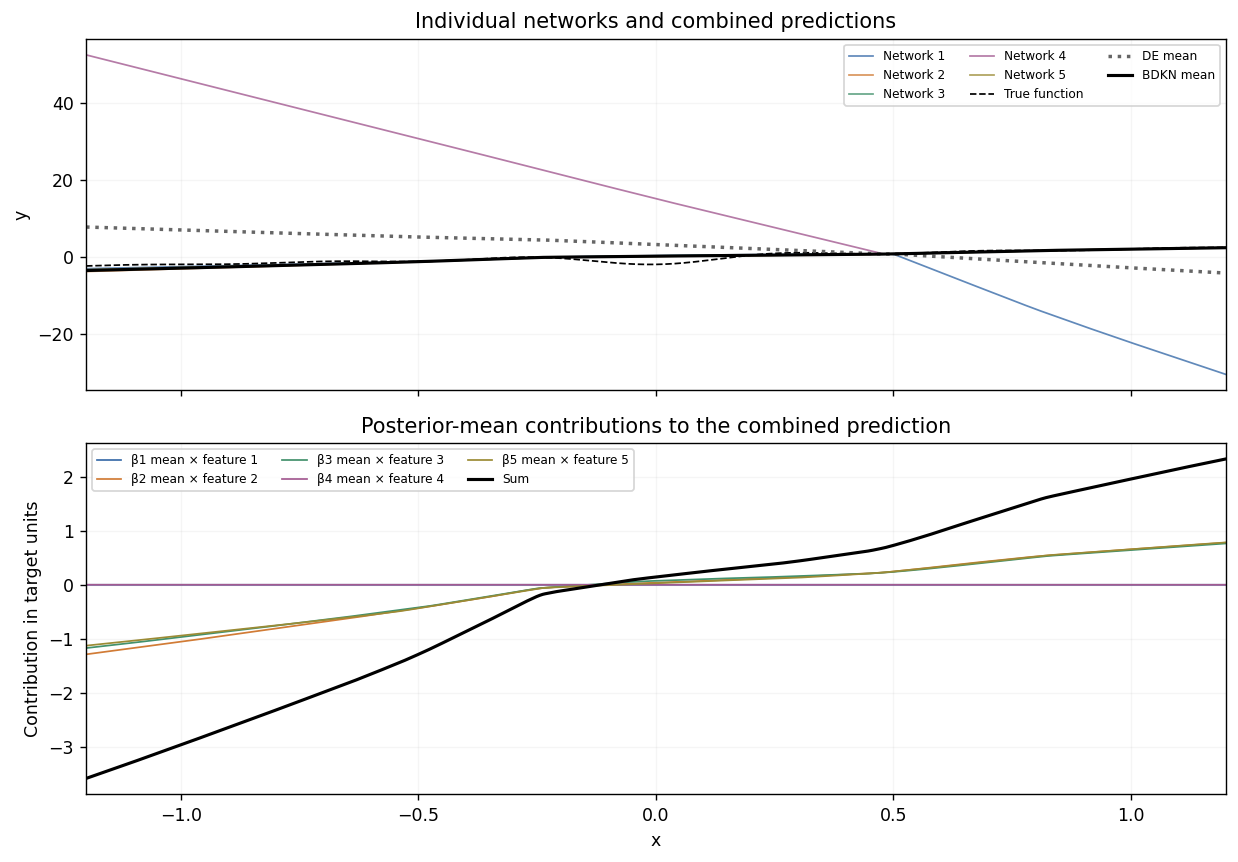 Individual networks and combined predictions
Network 1 Network 4 DE mean
Network 2 Network 5 BDKN mean
Network 3 True function
40
20
0
−20
y
Posterior-mean contributions to the combined prediction
β1 mean × feature 1 β3 mean × feature 3 β5 mean × feature 5
β2 mean × feature 2 β4 mean × feature 4 Sum
2
1
0
−1
−2
−3
Contribution in target units
−1.0 −0.5 0.0 0.5 1.0
x